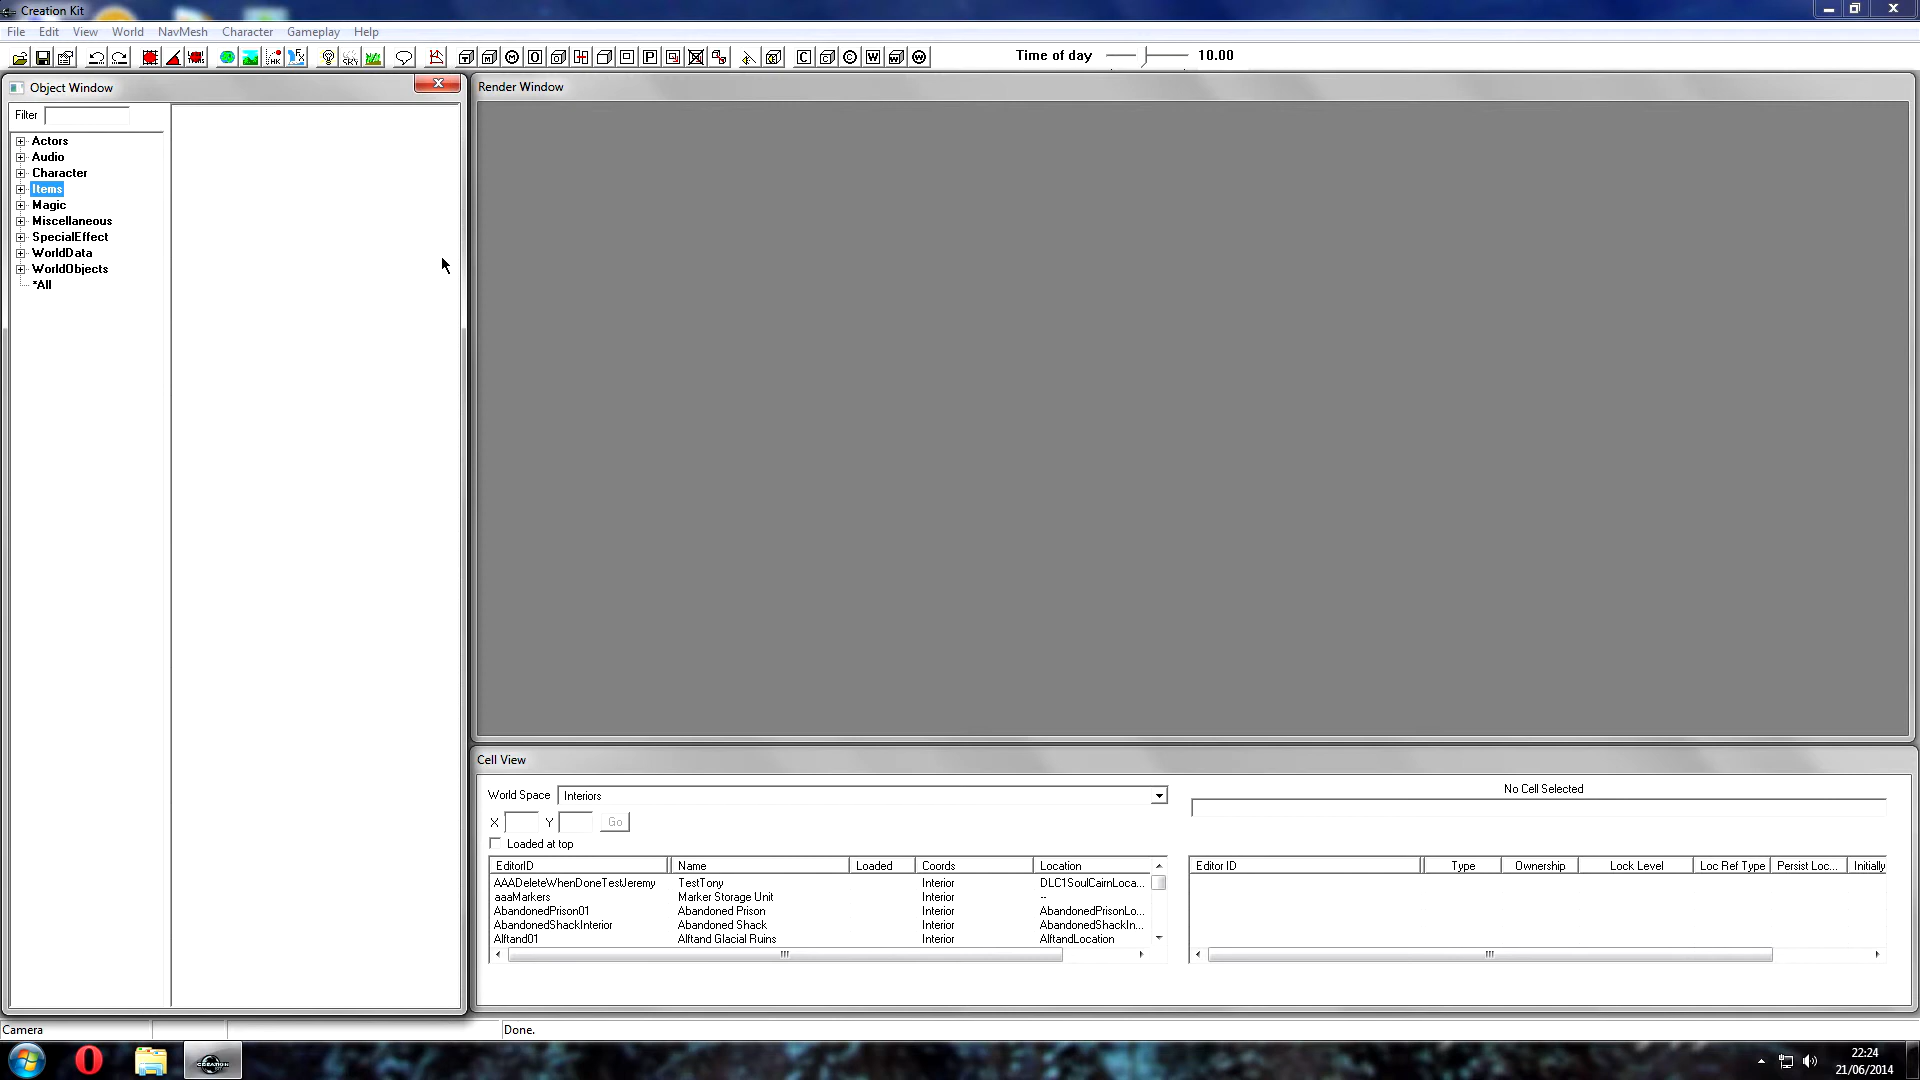 Creation Kit
File Edit View World NavMesh Character Gameplay Help
Time of day 10.00
Object Window
Filter
Actors
Audio
Character
Items
Magic
Miscellaneous
SpecialEffect
WorldData
WorldObjects
*All
Render Window
Cell View
World Space Interiors
X Y Go
Loaded at top
EditorID Name Loaded Coords Location
AAADeleteWhenDoneTestJeremy TestTony Interior DLC1SoulCairnLoca...
aaaMarkers Marker Storage Unit Interior --
AbandonedPrison01 Abandoned Prison Interior AbandonedPrisonLo...
AbandonedShackInterior Abandoned Shack Interior AbandonedShackIn...
Alftand01 Alftand Glacial Ruins Interior AlftandLocation
No Cell Selected
Editor ID Type Ownership Lock Level Loc Ref Type Persist Loc... Initially
Camera Done.
22:24
21/06/2014